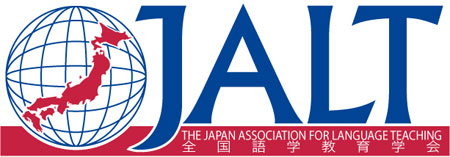 JALT
THE JAPAN ASSOCIATION FOR LANGUAGE TEACHING
全国語学教育学会